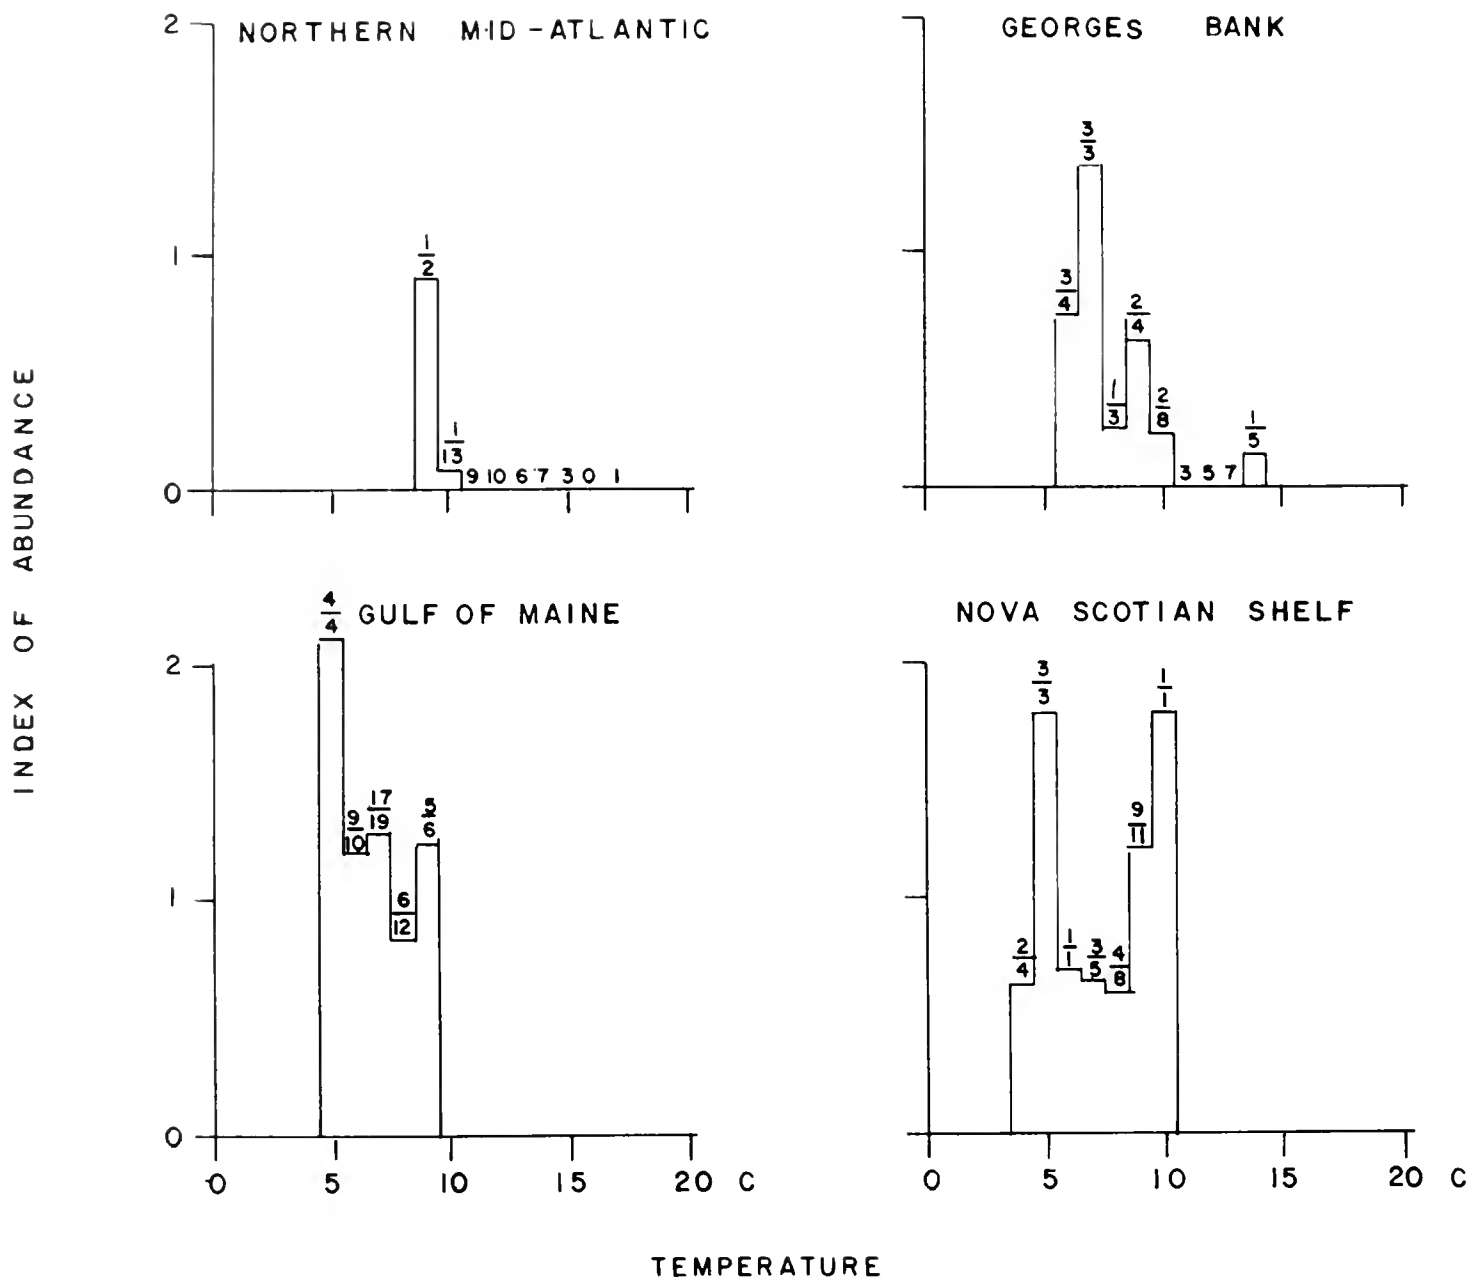 INDEX OF ABUNDANCE
NORTHERN MID-ATLANTIC
2
1
0
1/2
1/13
9 10 6 7 3 0 1
GEORGES BANK
3/4
3/3
1/3
2/4
2/8
3 5 7
1/5
GULF OF MAINE
2
1
0
4/4
9/10
17/19
6/12
5/6
0 5 10 15 20 C
NOVA SCOTIAN SHELF
2/4
3/3
1/1
3/5
4/8
9/11
1/1
0 5 10 15 20 C
TEMPERATURE